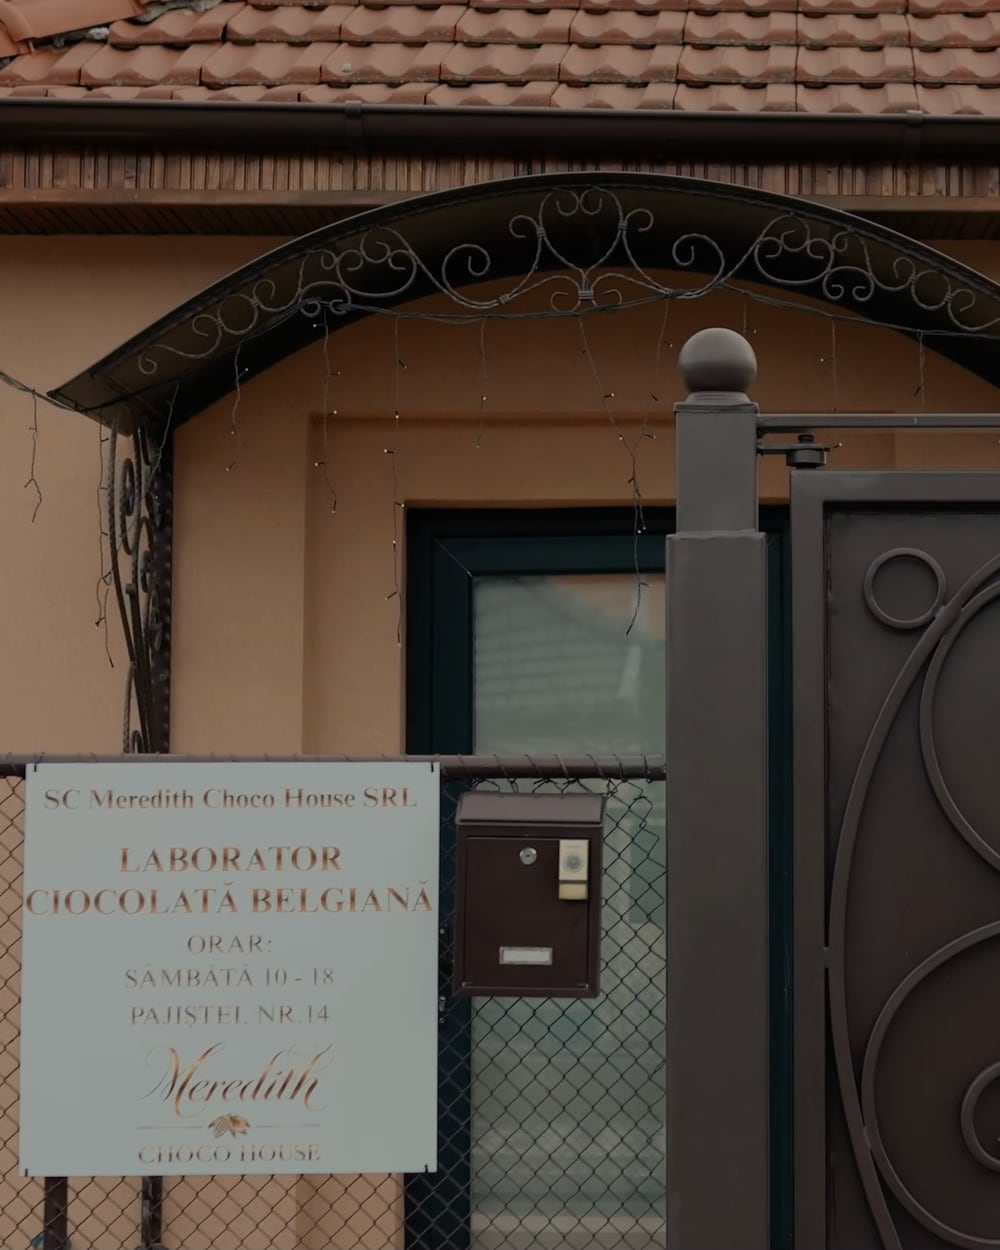 SC Meredith Choco House SRL
LABORATOR
CIOCOLATĂ BELGIANĂ
ORAR:
SÂMBĂTĂ 10 - 18
PAJIȘTEI, NR.14
Meredith
CHOCO HOUSE